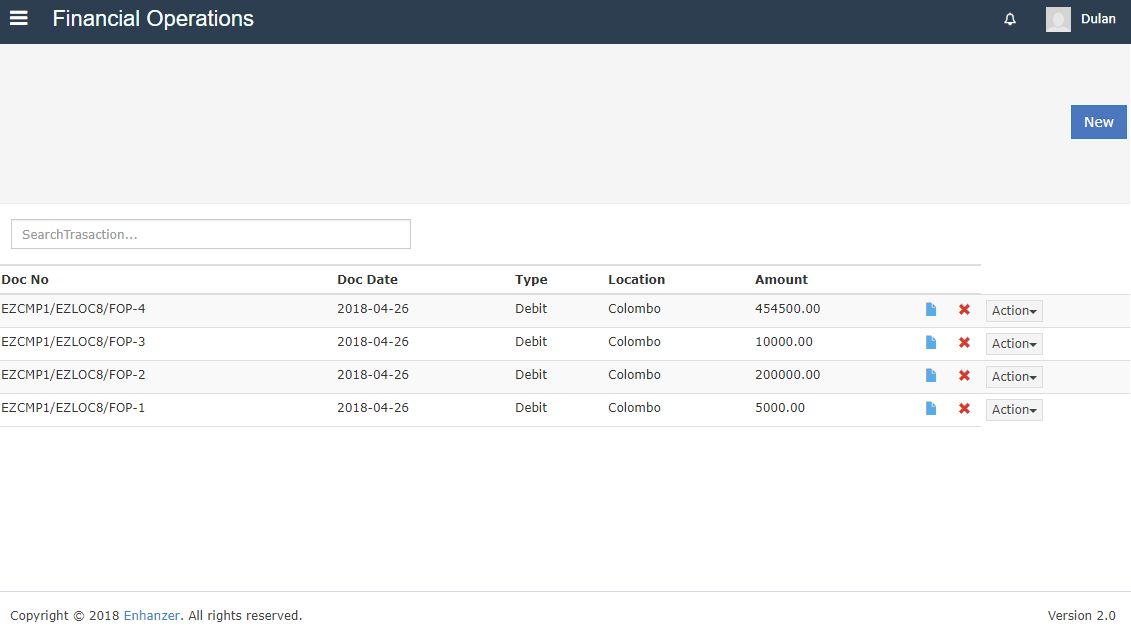 Financial Operations Dulan
New
SearchTrasaction...
Doc No Doc Date Type Location Amount
EZCMP1/EZLOC8/FOP-4 2018-04-26 Debit Colombo 454500.00 Action
EZCMP1/EZLOC8/FOP-3 2018-04-26 Debit Colombo 10000.00 Action
EZCMP1/EZLOC8/FOP-2 2018-04-26 Debit Colombo 200000.00 Action
EZCMP1/EZLOC8/FOP-1 2018-04-26 Debit Colombo 5000.00 Action
Copyright © 2018 Enhanzer. All rights reserved. Version 2.0